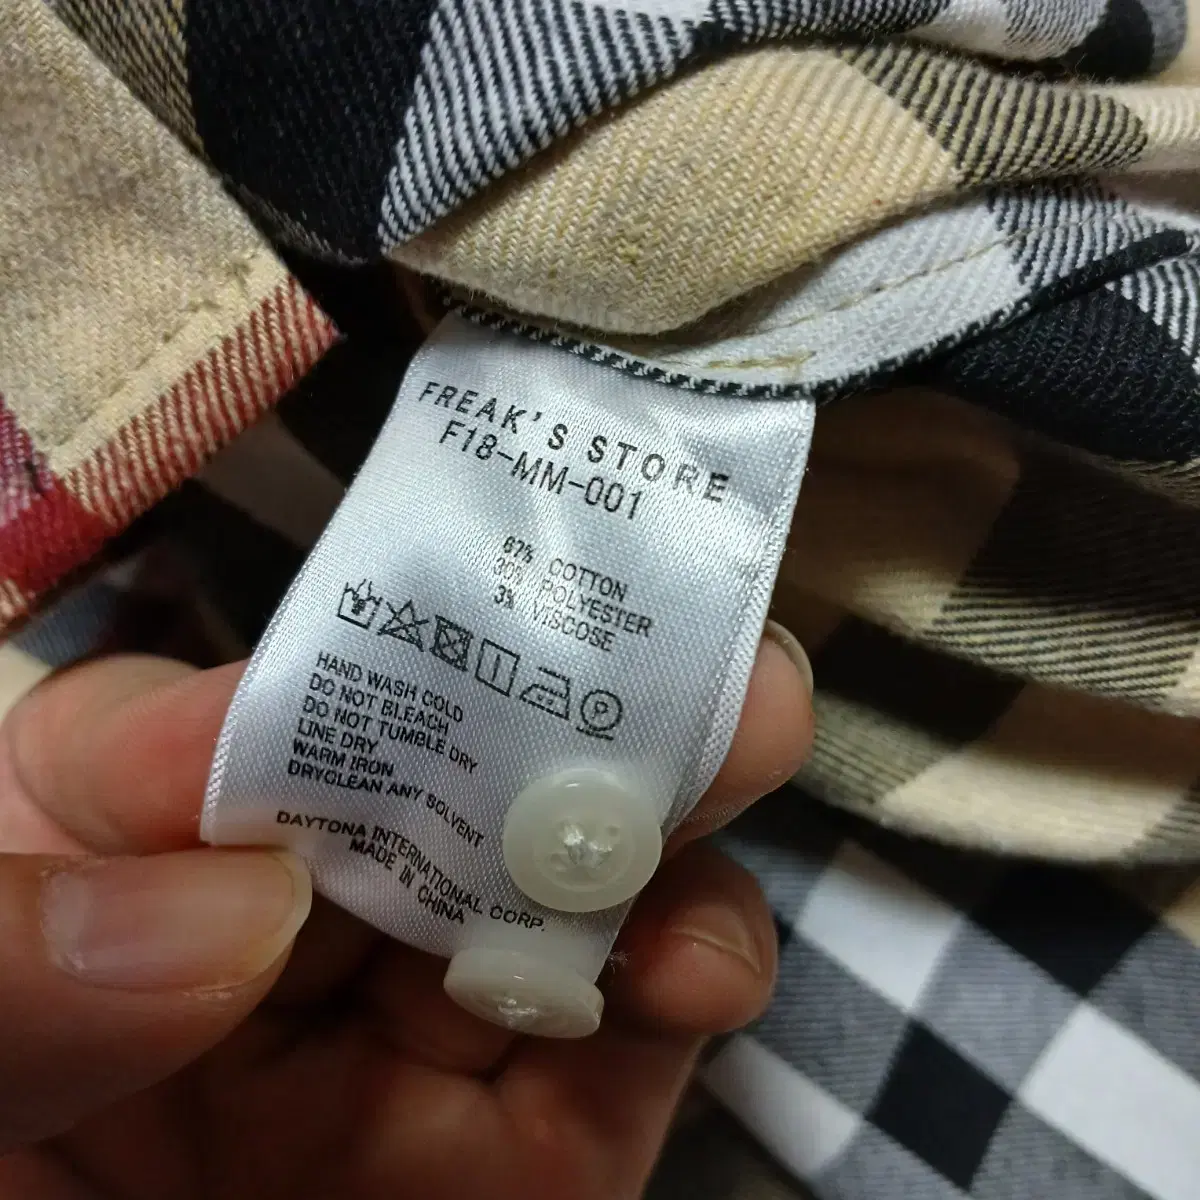 FREAK'S STORE
F18-MM-001
67% COTTON
30% POLYESTER
3% VISCOSE
P
HAND WASH COLD
DO NOT BLEACH
DO NOT TUMBLE DRY
LINE DRY
WARM IRON
DRYCLEAN ANY SOLVENT
DAYTONA INTERNATIONAL CORP.
MADE IN
CHINA